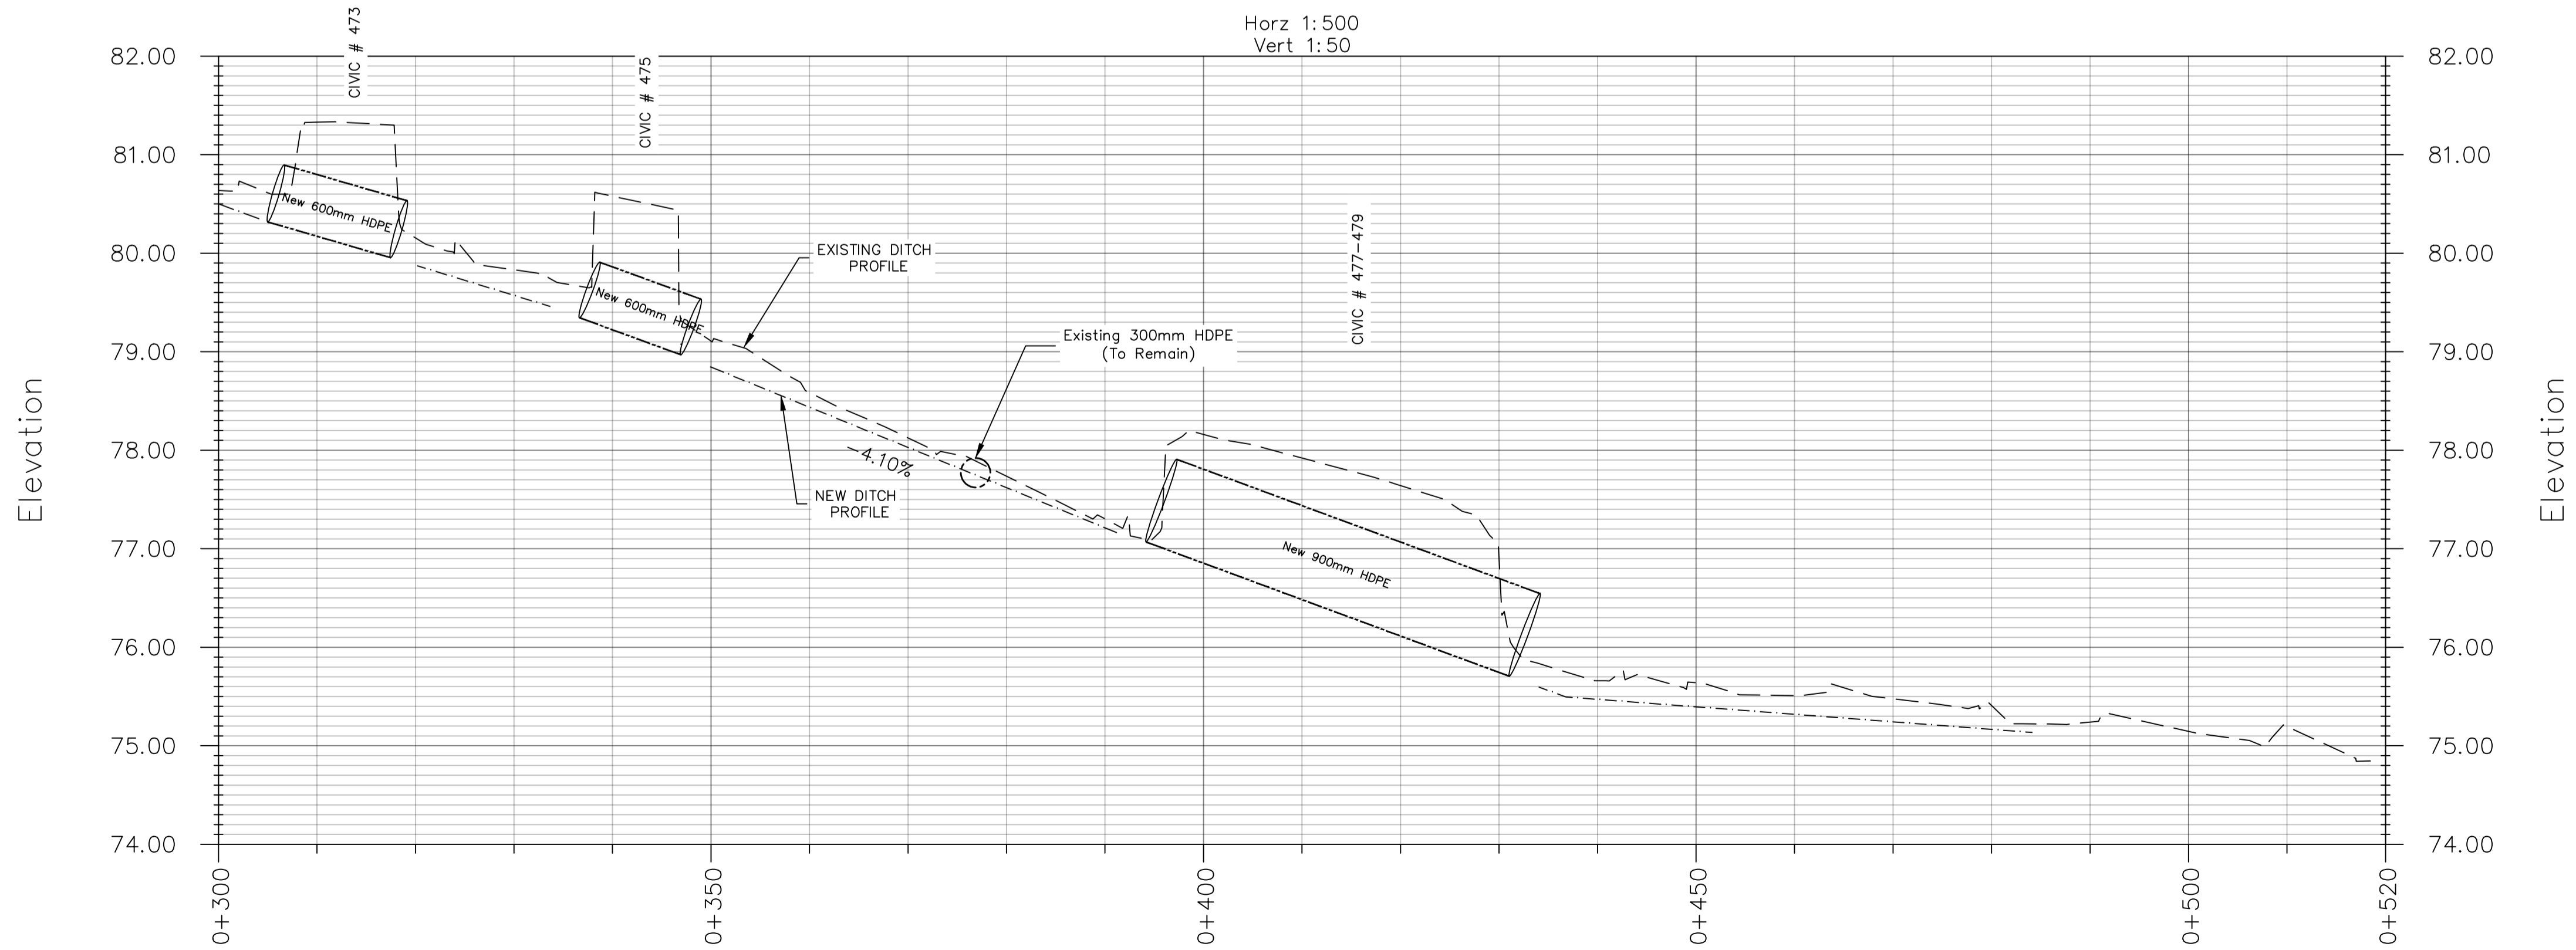 Horz 1:500
Vert 1:50
CIVIC # 473
CIVIC # 475
CIVIC # 477-479
82.00
81.00
80.00
79.00
78.00
77.00
76.00
75.00
74.00
Elevation
New 600mm HDPE
New 600mm HDPE
EXISTING DITCH
PROFILE
Existing 300mm HDPE
(To Remain)
-4.10%
NEW DITCH
PROFILE
New 900mm HDPE
82.00
81.00
80.00
79.00
78.00
77.00
76.00
75.00
74.00
Elevation
0+300
0+350
0+400
0+450
0+500
0+520